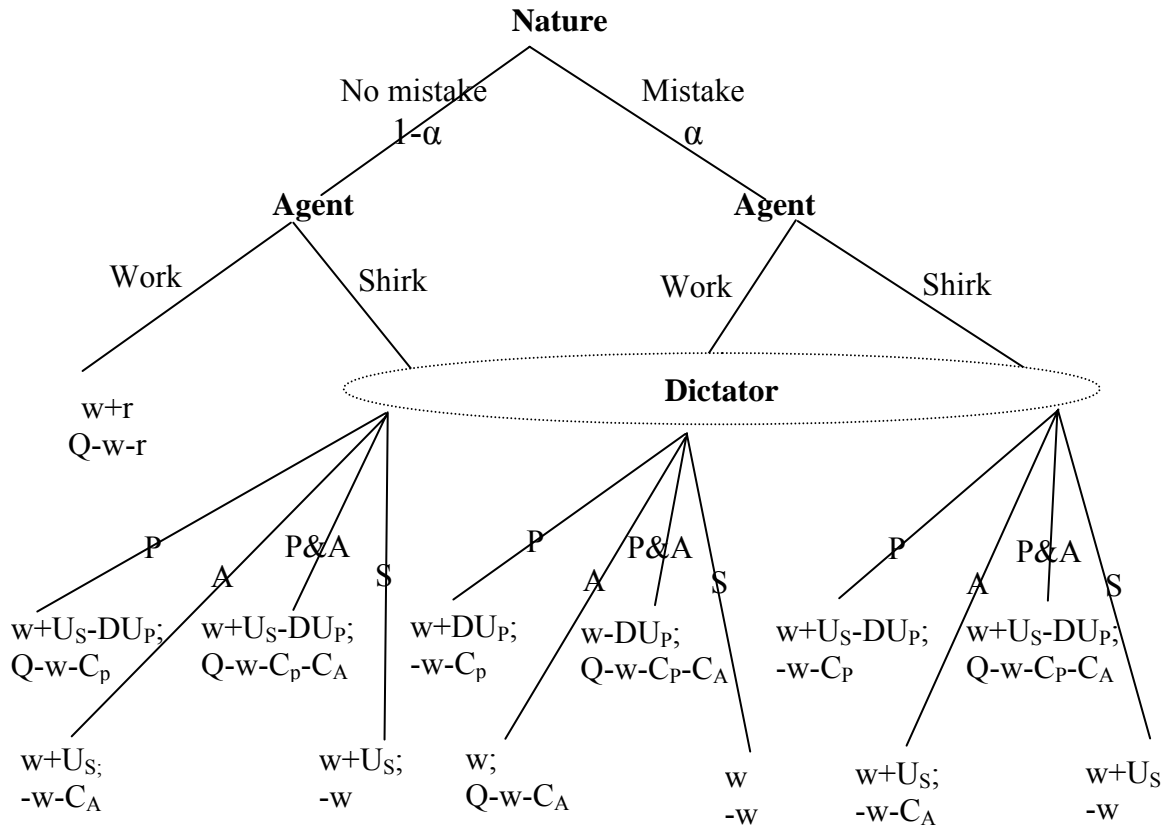 Nature
No mistake
1-α
Mistake
α
Agent
Agent
Work
Shirk
Work
Shirk
Dictator
w+r
Q-w-r
P
A
P&A
S
P
A
P&A
S
P
A
P&A
S
w+U_S-DU_P;
Q-w-C_p
w+U_S-DU_P;
Q-w-C_p-C_A
w+DU_P;
-w-C_p
w-DU_P;
Q-w-C_P-C_A
w+U_S-DU_P;
-w-C_P
w+U_S-DU_P;
Q-w-C_P-C_A
w+U_S;
-w-C_A
w+U_S;
-w
w;
Q-w-C_A
w
-w
w+U_S;
-w-C_A
w+U_S
-w